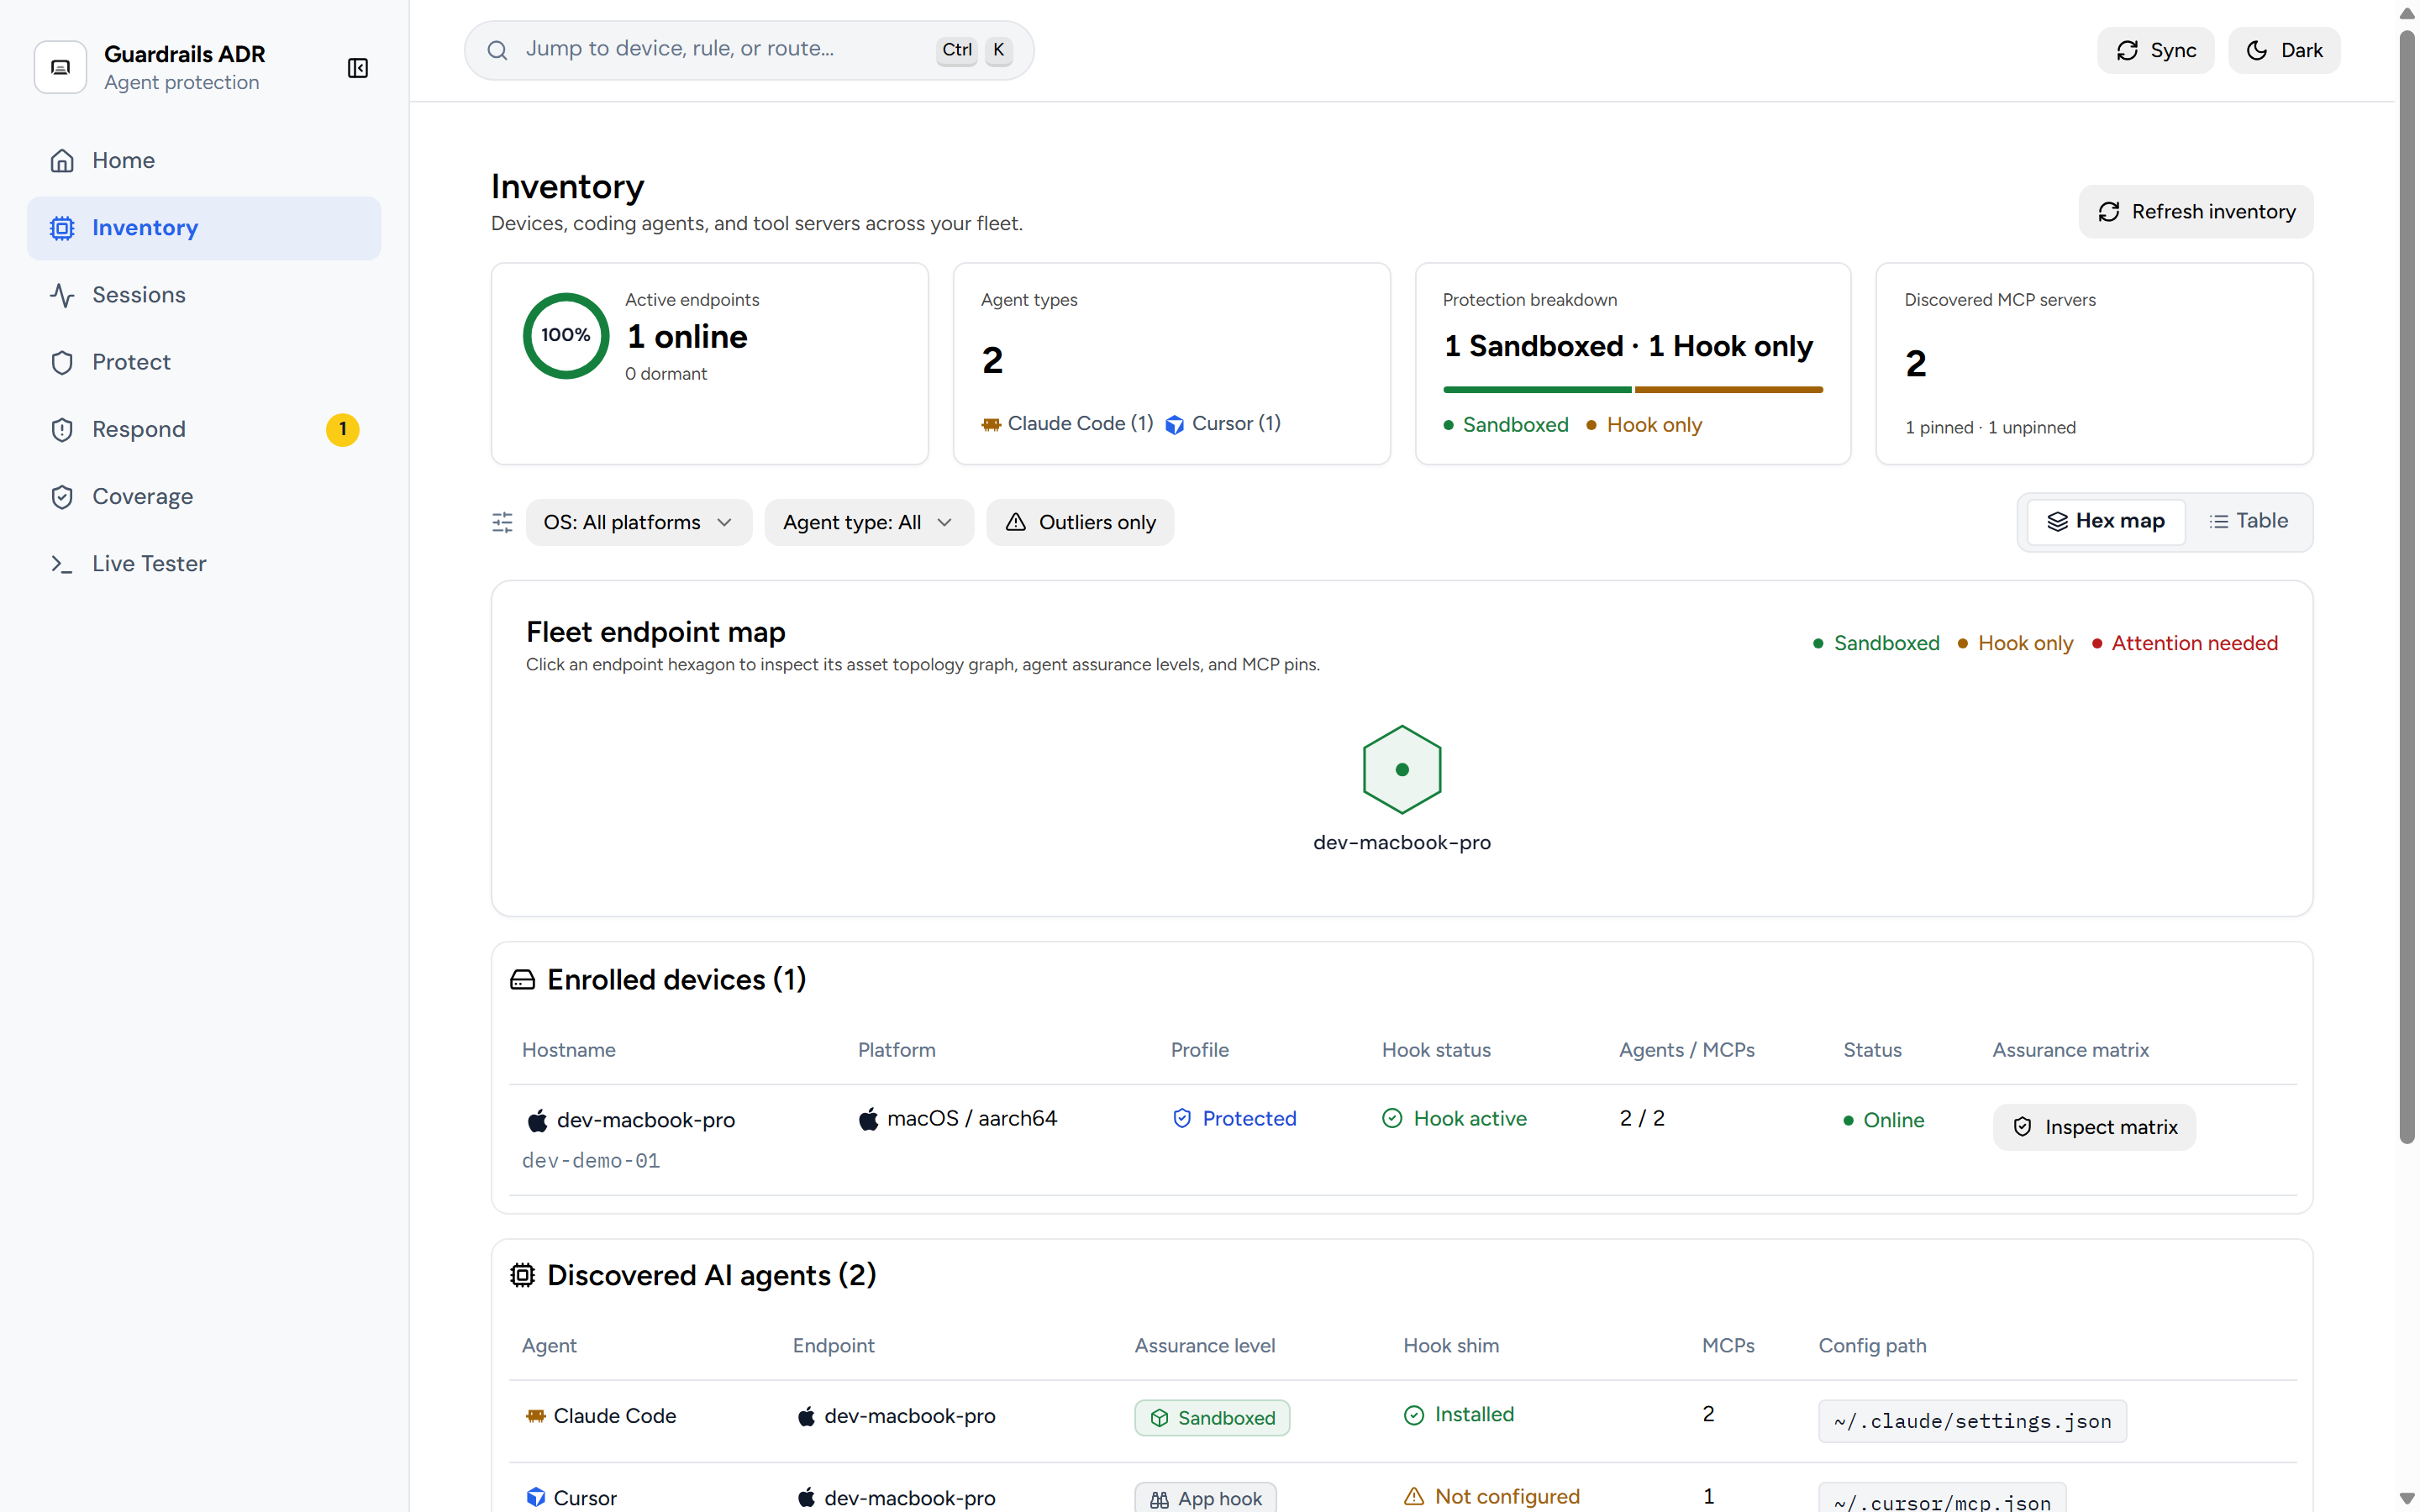 Guardrails ADR
Agent protection
Home
Inventory
Sessions
Protect
Respond 1
Coverage
Live Tester
Jump to device, rule, or route... Ctrl K
Sync
Dark
Inventory
Devices, coding agents, and tool servers across your fleet.
Refresh inventory
100%
Active endpoints
1 online
0 dormant
Agent types
2
Claude Code (1) Cursor (1)
Protection breakdown
1 Sandboxed · 1 Hook only
Sandboxed Hook only
Discovered MCP servers
2
1 pinned · 1 unpinned
OS: All platforms
Agent type: All
Outliers only
Hex map
Table
Fleet endpoint map
Click an endpoint hexagon to inspect its asset topology graph, agent assurance levels, and MCP pins.
Sandboxed Hook only Attention needed
dev-macbook-pro
Enrolled devices (1)
Hostname Platform Profile Hook status Agents / MCPs Status Assurance matrix
dev-macbook-pro macOS / aarch64 Protected Hook active 2 / 2 Online Inspect matrix
dev-demo-01
Discovered AI agents (2)
Agent Endpoint Assurance level Hook shim MCPs Config path
Claude Code dev-macbook-pro Sandboxed Installed 2 ~/.claude/settings.json
Cursor dev-macbook-pro App hook Not configured 1 ~/.cursor/mcp.json